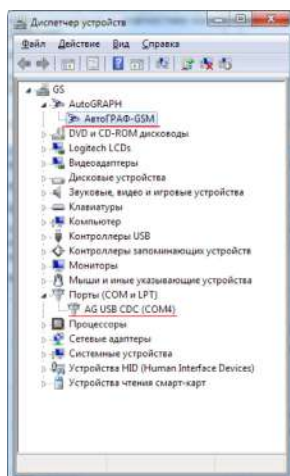 Диспетчер устройств
Файл Действие Вид Справка
GS
AutoGRAPH
АвтоГРАФ-GSM
DVD и CD-ROM дисководы
Logitech LCDs
Видеоадаптеры
Дисковые устройства
Звуковые, видео и игровые устройства
Клавиатуры
Компьютер
Контроллеры USB
Контроллеры запоминающих устройств
Мониторы
Мыши и иные указывающие устройства
Порты (COM и LPT)
AG USB CDC (COM4)
Процессоры
Сетевые адаптеры
Системные устройства
Устройства HID (Human Interface Devices)
Устройства чтения смарт-карт